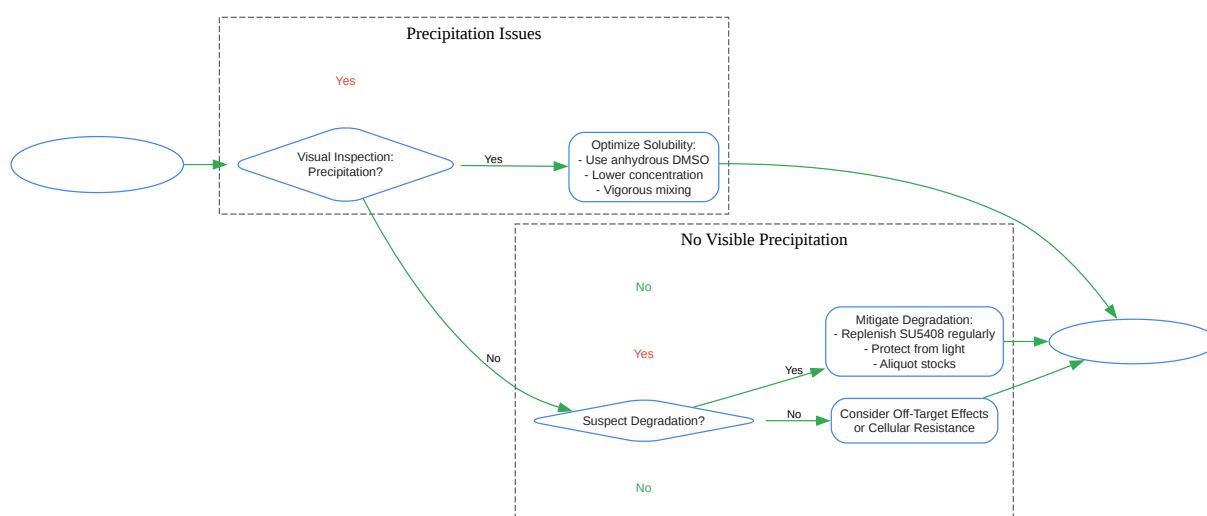 Precipitation Issues
Yes
Visual Inspection:
Precipitation?
Yes
Optimize Solubility:
- Use anhydrous DMSO
- Lower concentration
- Vigorous mixing
No Visible Precipitation
No
Yes
No
Suspect Degradation?
Yes
Mitigate Degradation:
- Replenish SU5408 regularly
- Protect from light
- Aliquot stocks
No
Consider Off-Target Effects
or Cellular Resistance
No